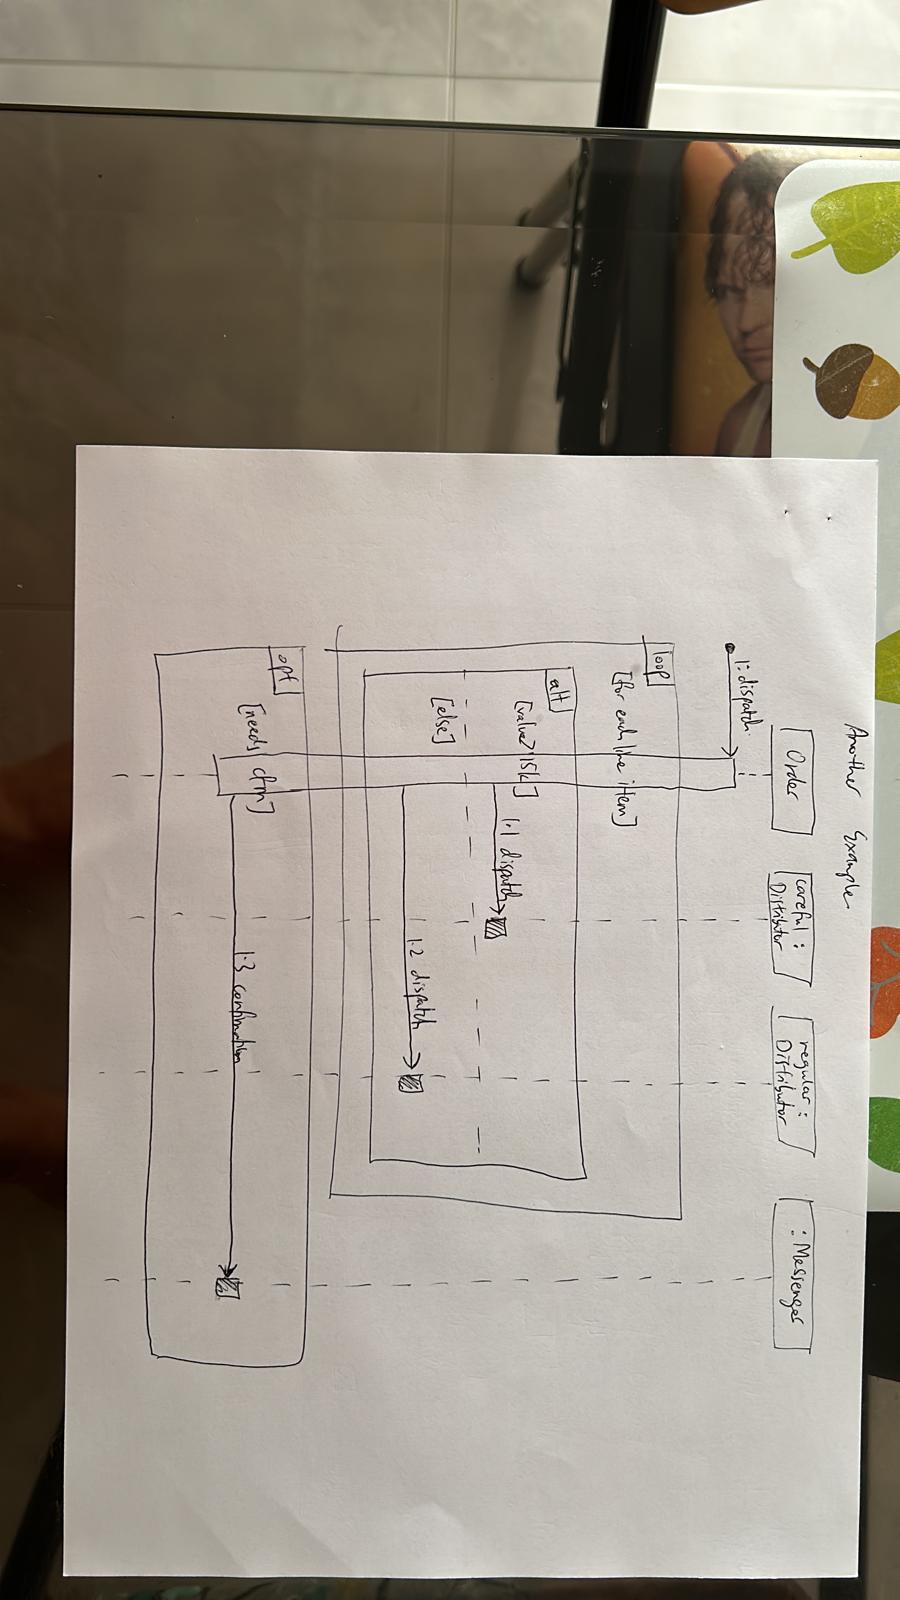 Another Example
Order
careful :
Distributor
regular :
Distributor
: Messenger
1: dispatch
loop
[for each line item]
alt
[value>15k]
1.1 dispatch
[else]
1.2 dispatch
opt
[needs cfm]
1.3 confirmation